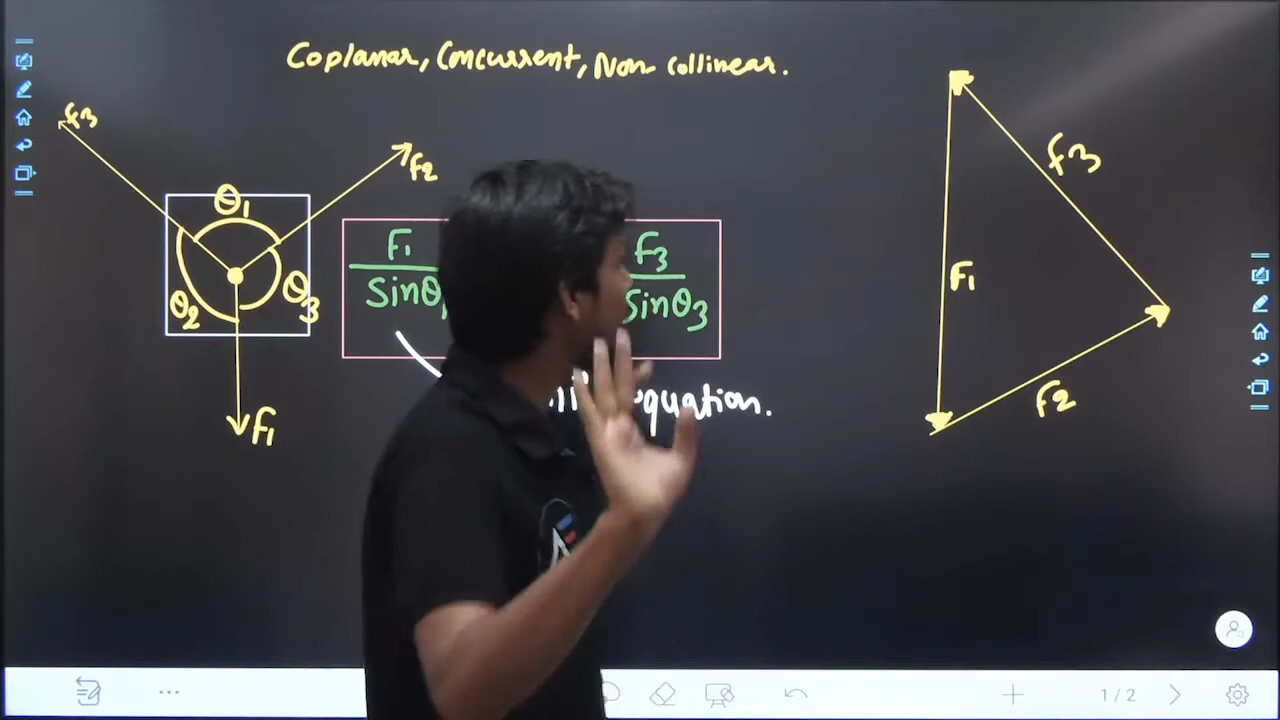 Coplanar, Concurrent, Non collinear.
f3
f2
θ1
θ2
θ3
F1
F1
sinθ
F3
sinθ3
equation.
f3
F1
f2
1 / 2